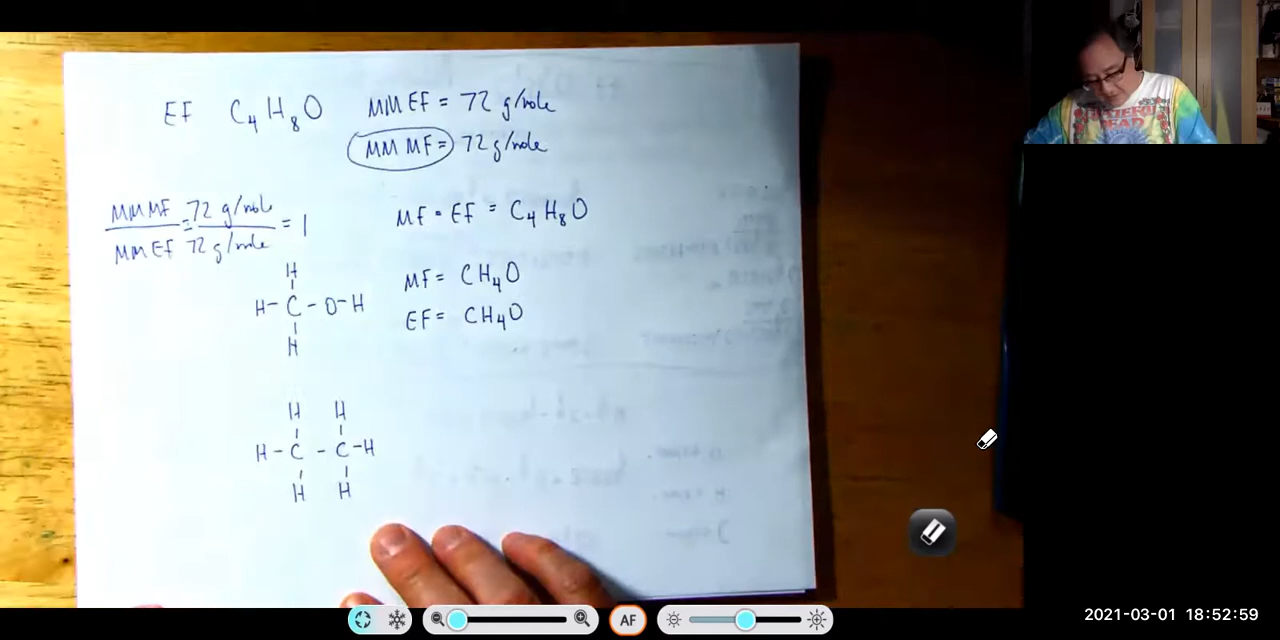 EF C4H8O MM EF = 72 g/mole
MM MF = 72 g/mole
MM MF / MM EF = 72 g/mole / 72 g/mole = 1
MF = EF = C4H8O
H
H - C - O - H
H
MF = CH4O
EF = CH4O
H H
H - C - C - H
H H
AF
2021-03-01 18:52:59